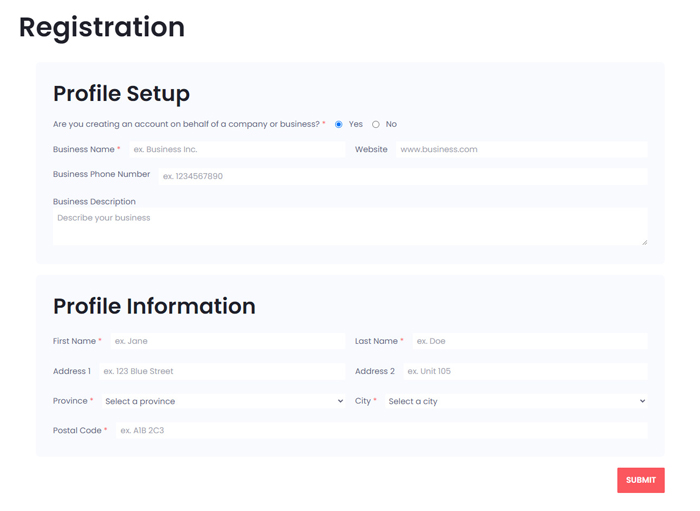 Registration
Profile Setup
Are you creating an account on behalf of a company or business? * Yes No
Business Name * ex. Business Inc. Website www.business.com
Business Phone Number ex. 1234567890
Business Description
Describe your business
Profile Information
First Name * ex. Jane Last Name * ex. Doe
Address 1 ex. 123 Blue Street Address 2 ex. Unit 105
Province * Select a province City * Select a city
Postal Code * ex. A1B 2C3
SUBMIT